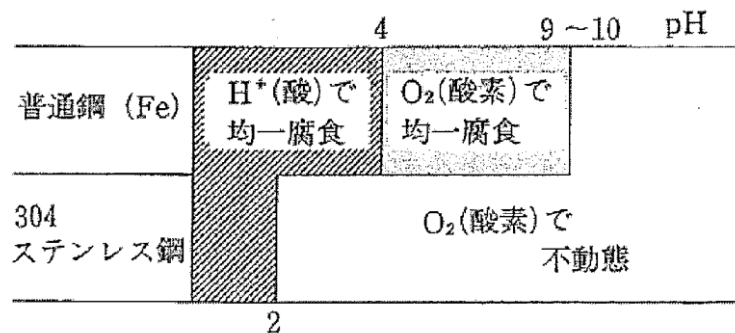 4 9～10 pH
普通鋼 (Fe)
H⁺(酸)で
均一腐食
O₂(酸素)で
均一腐食
304
ステンレス鋼
O₂(酸素)で
不動態
2